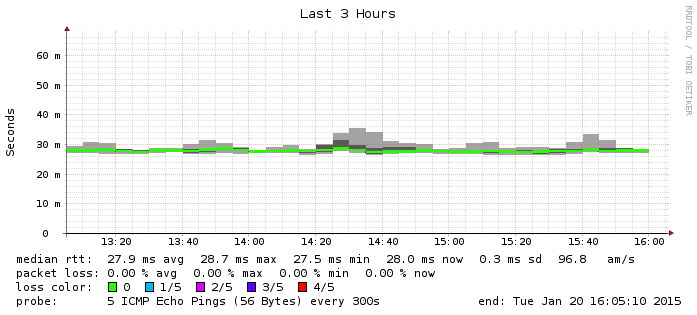 Last 3 Hours
RRDTOOL / TOBI OETIKER
Seconds
60 m
50 m
40 m
30 m
20 m
10 m
0
13:20 13:40 14:00 14:20 14:40 15:00 15:20 15:40 16:00
median rtt: 27.9 ms avg 28.7 ms max 27.5 ms min 28.0 ms now 0.3 ms sd 96.8 am/s
packet loss: 0.00 % avg 0.00 % max 0.00 % min 0.00 % now
loss color: 0 1/5 2/5 3/5 4/5
probe: 5 ICMP Echo Pings (56 Bytes) every 300s end: Tue Jan 20 16:05:10 2015